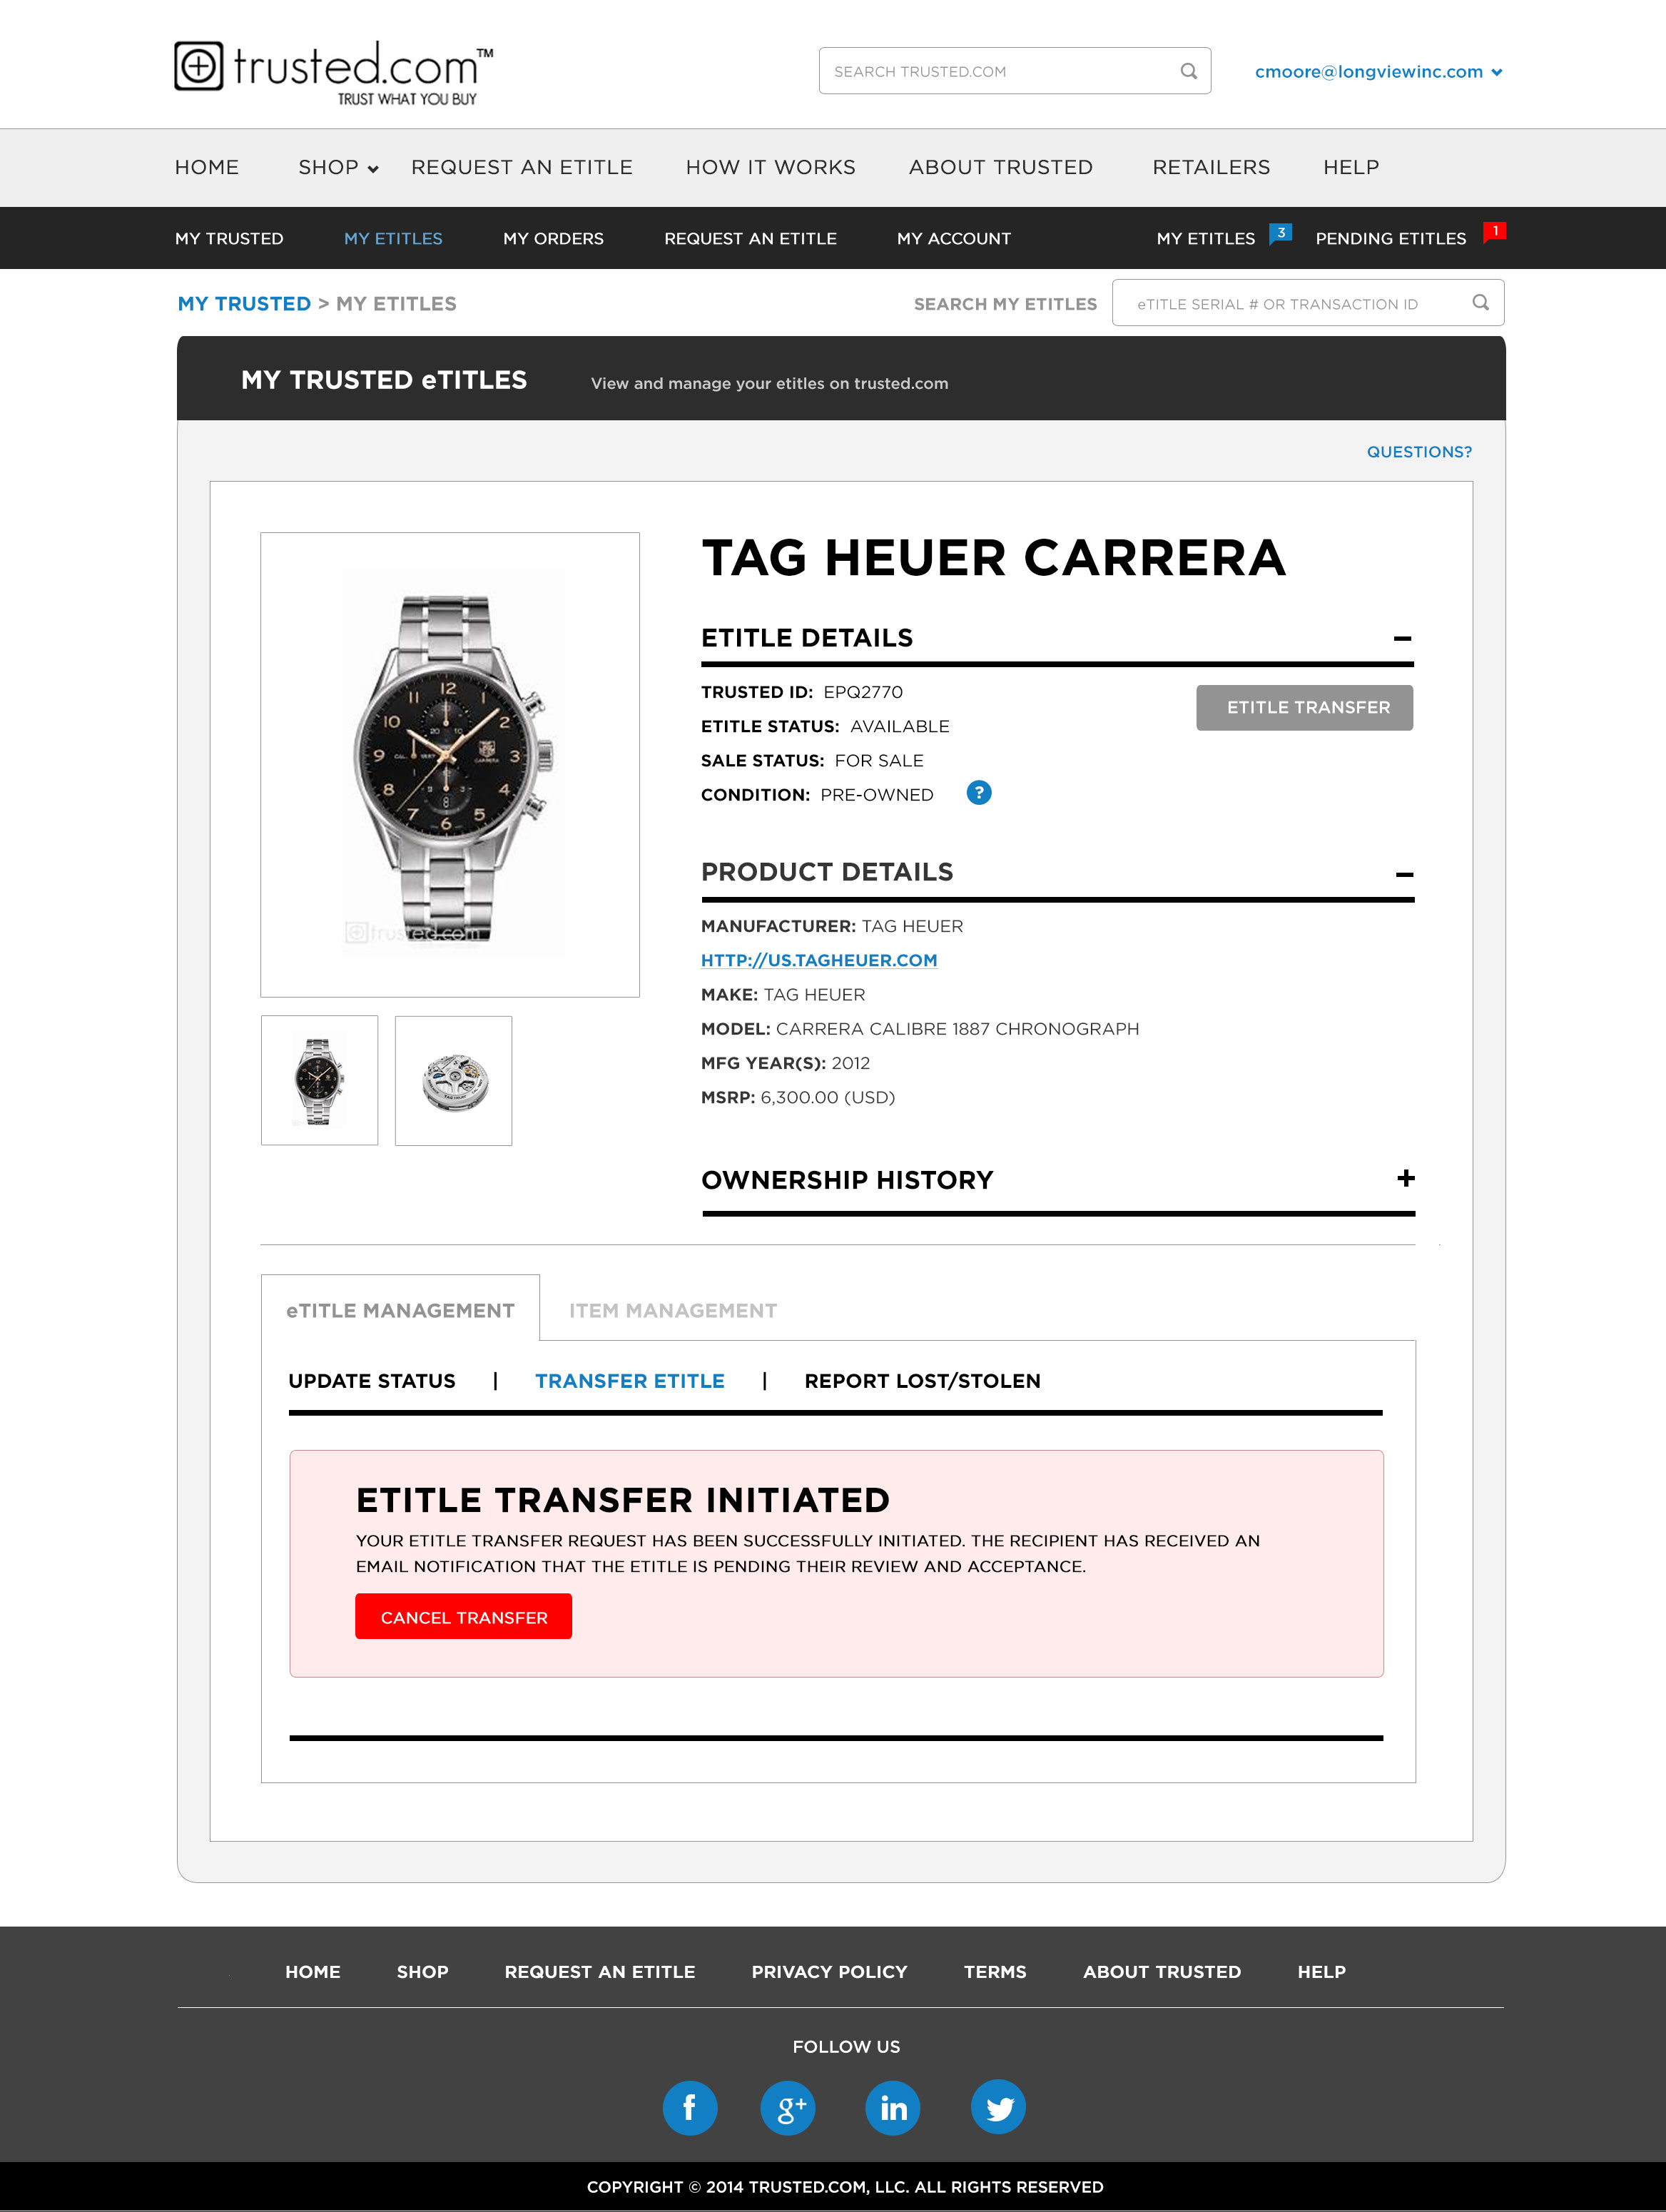 trusted.com™
TRUST WHAT YOU BUY
SEARCH TRUSTED.COM
cmoore@longviewinc.com
HOME SHOP REQUEST AN ETITLE HOW IT WORKS ABOUT TRUSTED RETAILERS HELP
MY TRUSTED MY ETITLES MY ORDERS REQUEST AN ETITLE MY ACCOUNT MY ETITLES 3 PENDING ETITLES 1
MY TRUSTED > MY ETITLES
SEARCH MY ETITLES
eTITLE SERIAL # OR TRANSACTION ID
MY TRUSTED eTITLES
View and manage your etitles on trusted.com
QUESTIONS?
TAG HEUER CARRERA
ETITLE DETAILS
TRUSTED ID: EPQ2770
ETITLE TRANSFER
ETITLE STATUS: AVAILABLE
SALE STATUS: FOR SALE
CONDITION: PRE-OWNED ?
CARRERA
trusted.com
PRODUCT DETAILS
MANUFACTURER: TAG HEUER
HTTP://US.TAGHEUER.COM
MAKE: TAG HEUER
MODEL: CARRERA CALIBRE 1887 CHRONOGRAPH
MFG YEAR(S): 2012
MSRP: 6,300.00 (USD)
TAG HEUER
OWNERSHIP HISTORY
eTITLE MANAGEMENT ITEM MANAGEMENT
UPDATE STATUS | TRANSFER ETITLE | REPORT LOST/STOLEN
ETITLE TRANSFER INITIATED
YOUR ETITLE TRANSFER REQUEST HAS BEEN SUCCESSFULLY INITIATED. THE RECIPIENT HAS RECEIVED AN
EMAIL NOTIFICATION THAT THE ETITLE IS PENDING THEIR REVIEW AND ACCEPTANCE.
CANCEL TRANSFER
HOME SHOP REQUEST AN ETITLE PRIVACY POLICY TERMS ABOUT TRUSTED HELP
FOLLOW US
f g+ in
COPYRIGHT © 2014 TRUSTED.COM, LLC. ALL RIGHTS RESERVED